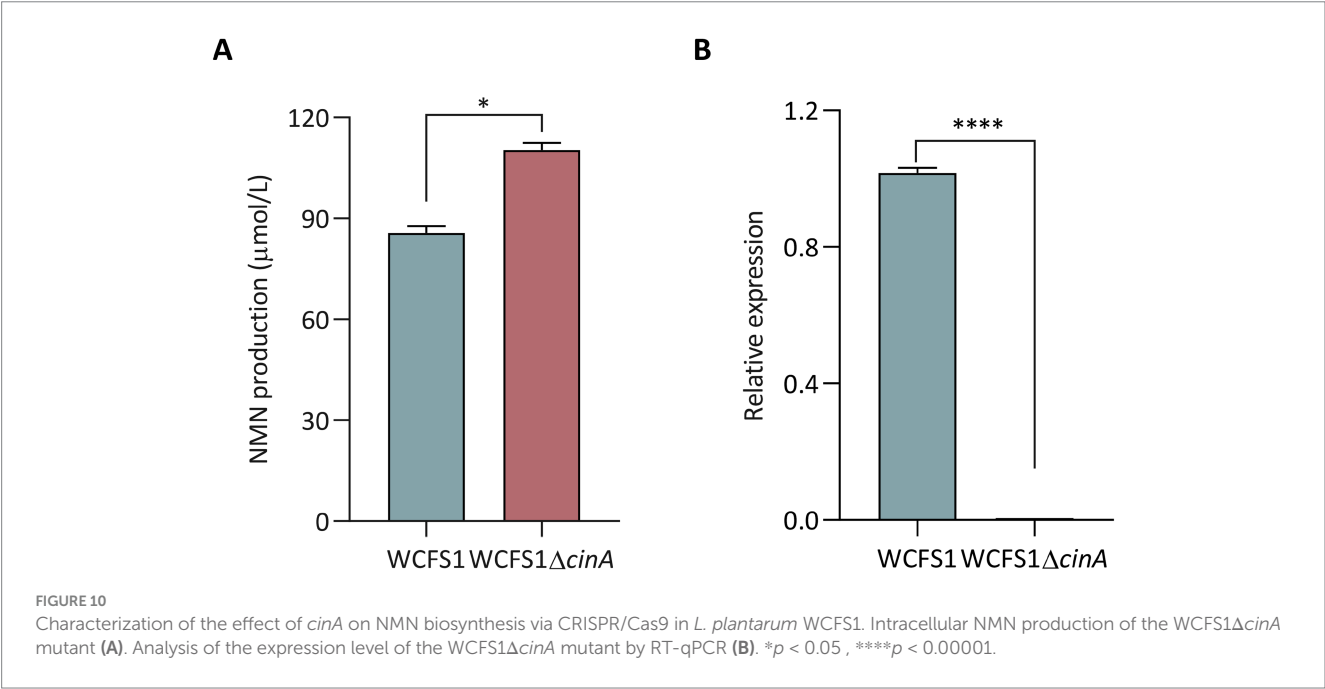 A
B
*
****
120
90
60
30
0
NMN production (μmol/L)
WCFS1 WCFS1ΔcinA
1.2
0.8
0.4
0.0
Relative expression
WCFS1 WCFS1ΔcinA
FIGURE 10
Characterization of the effect of cinA on NMN biosynthesis via CRISPR/Cas9 in L. plantarum WCFS1. Intracellular NMN production of the WCFS1ΔcinA
mutant (A). Analysis of the expression level of the WCFS1ΔcinA mutant by RT-qPCR (B). *p < 0.05 , ****p < 0.00001.